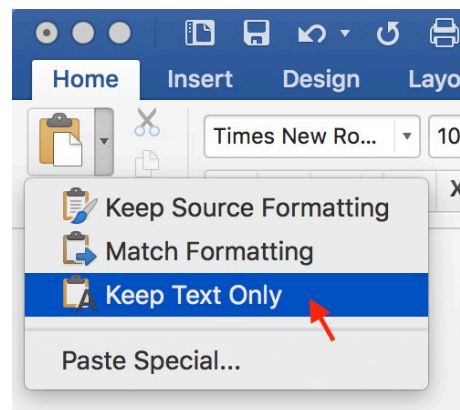 Home Insert Design Layo
Times New Ro... 10
X
Keep Source Formatting
Match Formatting
Keep Text Only
Paste Special...